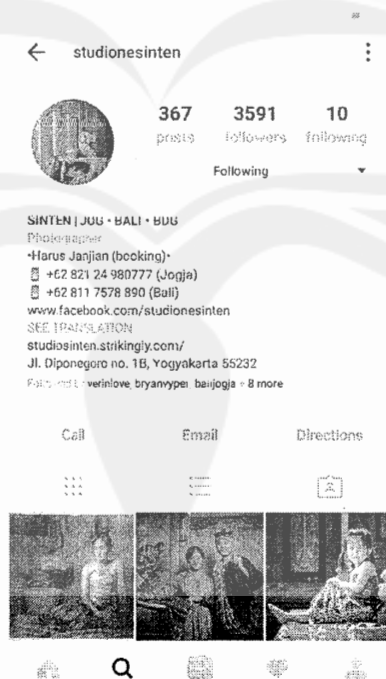 studionesinten
367 3591 10
posts followers following
Following
SINTEN | JOG • BALI • BDG
Photographer
•Harus Janjian (booking)•
+62 821 24 980777 (Jogja)
+62 811 7578 890 (Bali)
www.facebook.com/studionesinten
SEE TRANSLATION
studiosinten.strikingly.com/
Jl. Diponegoro no. 1B, Yogyakarta 55232
verinlove, bryanvypei, balijogja + 8 more
Call Email Directions